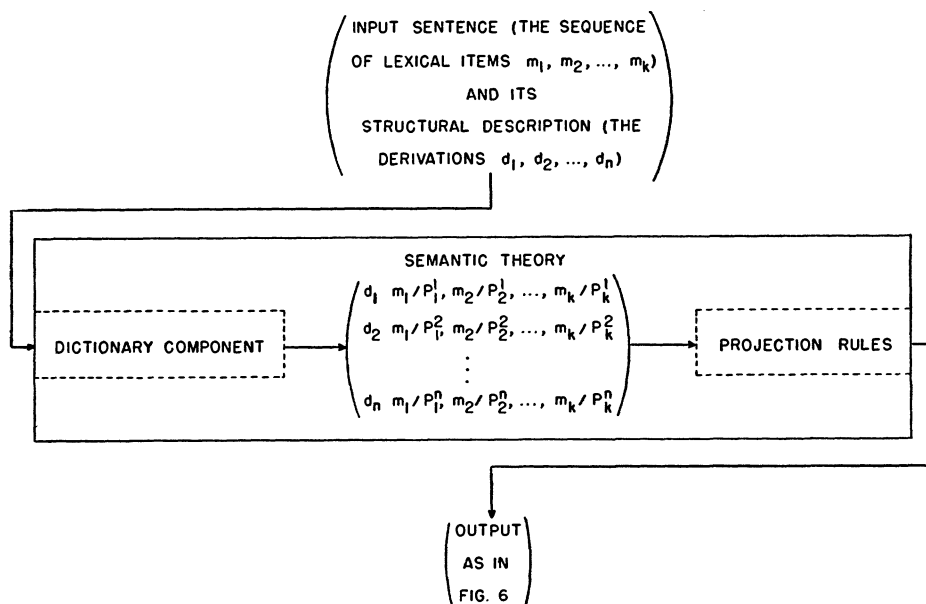 INPUT SENTENCE (THE SEQUENCE
OF LEXICAL ITEMS m₁, m₂, ..., mₖ)
AND ITS
STRUCTURAL DESCRIPTION (THE
DERIVATIONS d₁, d₂, ..., dₙ)
SEMANTIC THEORY
d₁ m₁/P₁¹, m₂/P₂¹, ..., mₖ/Pₖ¹
d₂ m₁/P₁², m₂/P₂², ..., mₖ/Pₖ²
⋮
dₙ m₁/P₁ⁿ, m₂/P₂ⁿ, ..., mₖ/Pₖⁿ
DICTIONARY COMPONENT
PROJECTION RULES
OUTPUT
AS IN
FIG. 6